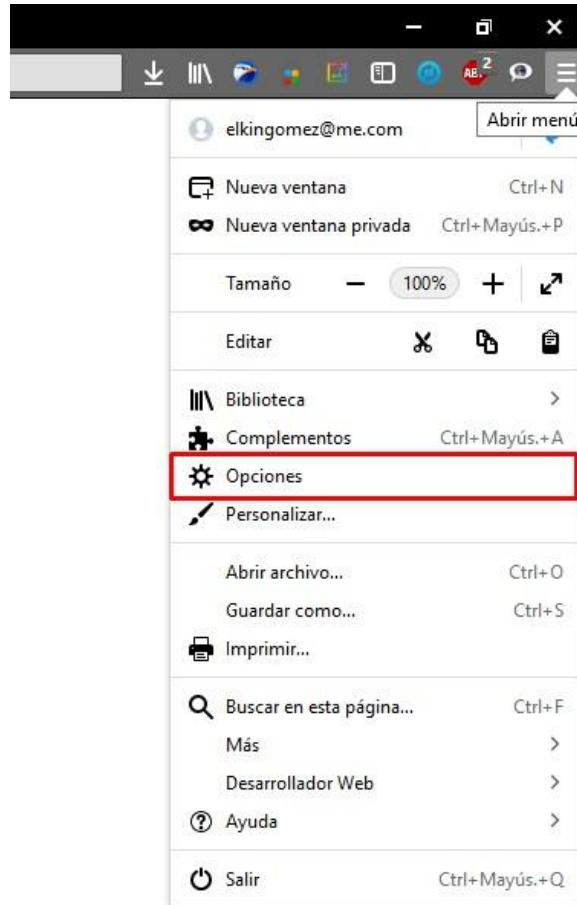 AB. 2
elkingomez@me.com
Abrir menú
Nueva ventana Ctrl+N
Nueva ventana privada Ctrl+Mayús.+P
Tamaño 100%
Editar
Biblioteca
Complementos Ctrl+Mayús.+A
Opciones
Personalizar...
Abrir archivo... Ctrl+O
Guardar como... Ctrl+S
Imprimir...
Buscar en esta página... Ctrl+F
Más
Desarrollador Web
Ayuda
Salir Ctrl+Mayús.+Q